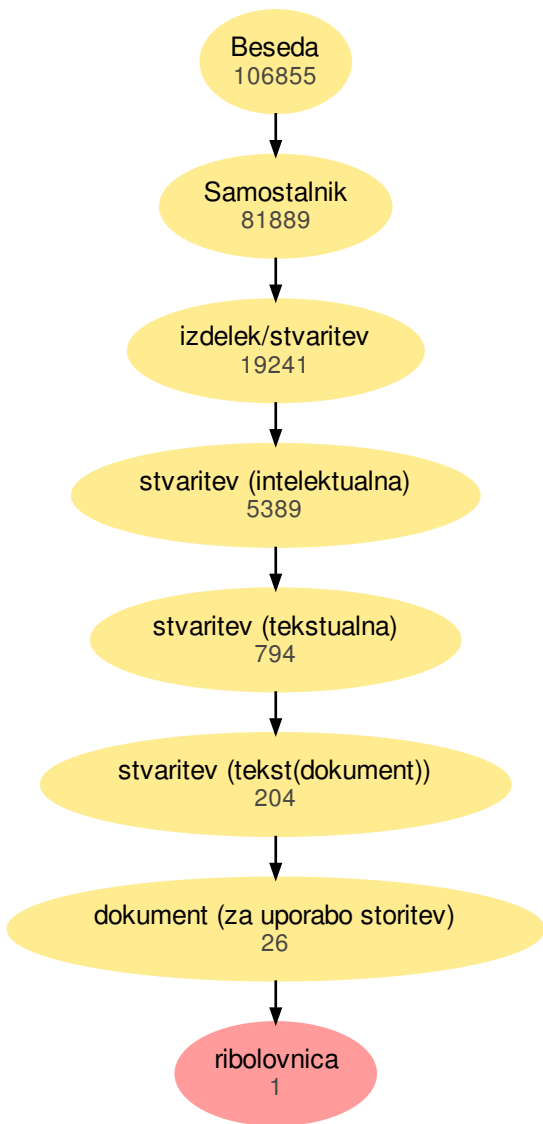 Beseda
106855
Samostalnik
81889
izdelek/stvaritev
19241
stvaritev (intelektualna)
5389
stvaritev (tekstualna)
794
stvaritev (tekst(dokument))
204
dokument (za uporabo storitev)
26
ribolovnica
1